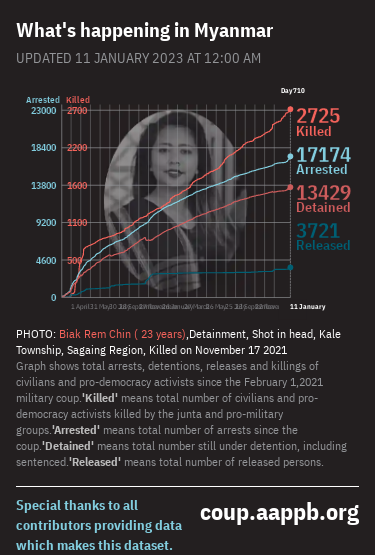 What's happening in Myanmar
UPDATED 11 JANUARY 2023 AT 12:00 AM
Day710
Arrested Killed
23000 2700
2725
Killed
18400 2200
17174
Arrested
13800 1600
13429
Detained
9200 1100
3721
Released
4600 500
0
1 April 31 May 30
11 January
PHOTO: Biak Rem Chin ( 23 years),Detainment, Shot in head, Kale
Township, Sagaing Region, Killed on November 17 2021
Graph shows total arrests, detentions, releases and killings of
civilians and pro-democracy activists since the February 1,2021
military coup.'Killed' means total number of civilians and pro-
democracy activists killed by the junta and pro-military
groups.'Arrested' means total number of arrests since the
coup.'Detained' means total number still under detention, including
sentenced.'Released' means total number of released persons.
Special thanks to all
contributors providing data
which makes this dataset.
coup.aappb.org